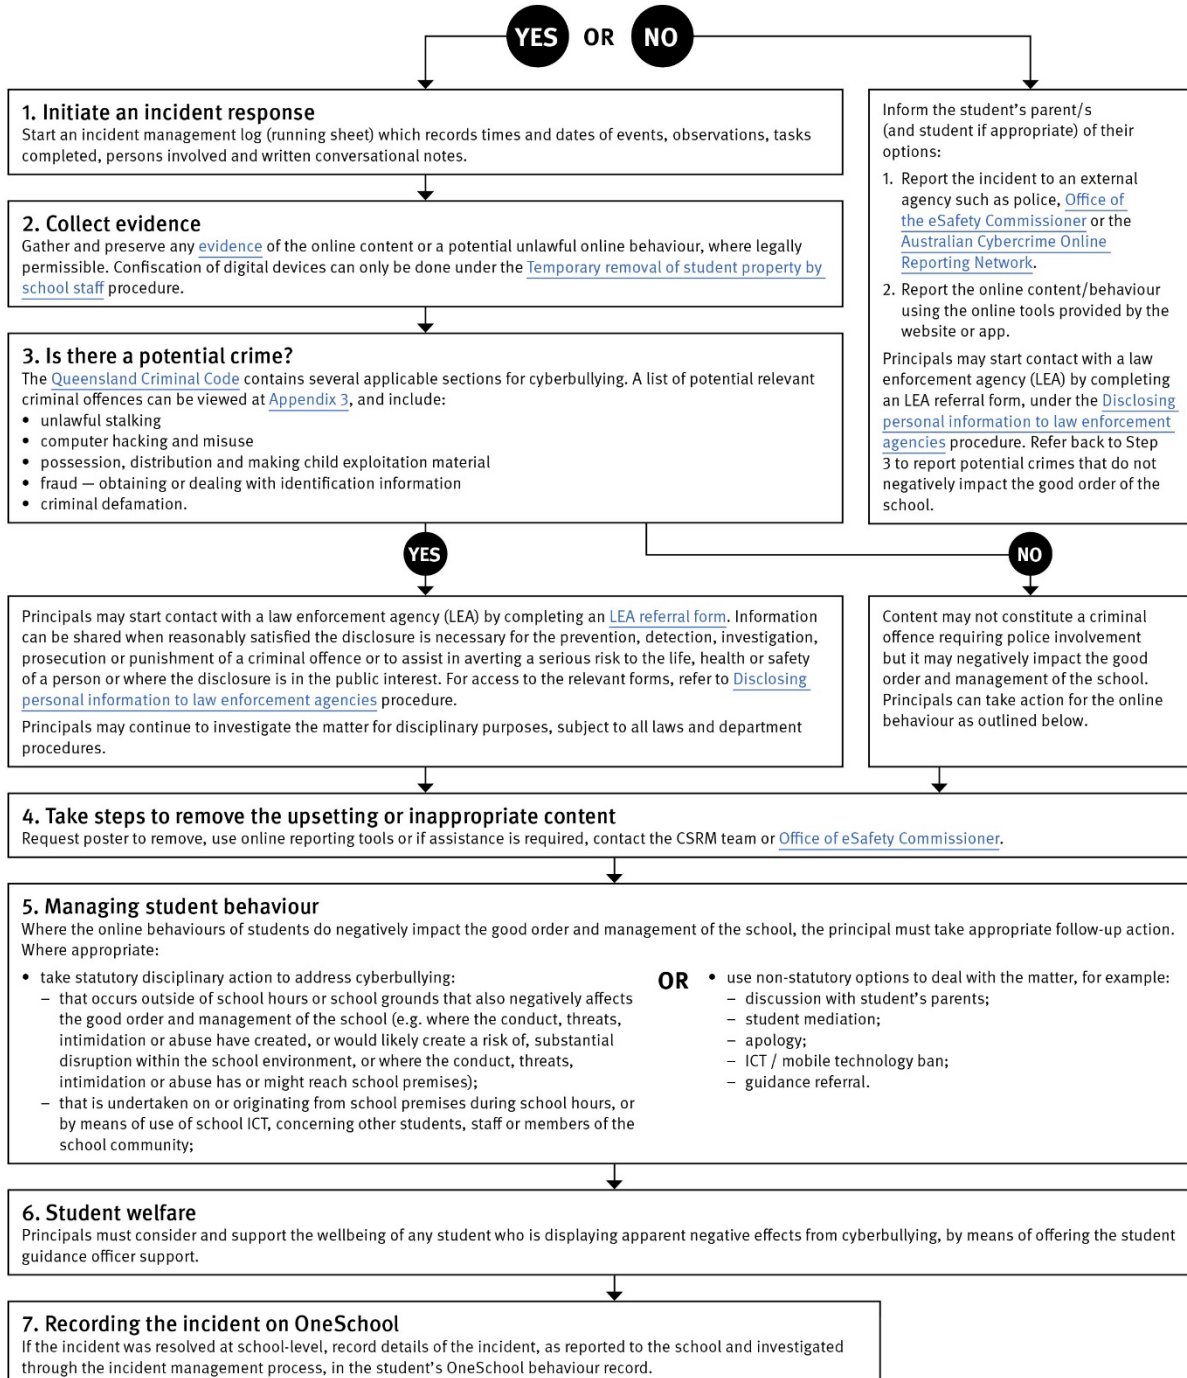 YES OR NO
1. Initiate an incident response
Start an incident management log (running sheet) which records times and dates of events, observations, tasks
completed, persons involved and written conversational notes.
2. Collect evidence
Gather and preserve any evidence of the online content or a potential unlawful online behaviour, where legally
permissible. Confiscation of digital devices can only be done under the Temporary removal of student property by
school staff procedure.
3. Is there a potential crime?
The Queensland Criminal Code contains several applicable sections for cyberbullying. A list of potential relevant
criminal offences can be viewed at Appendix 3, and include:
• unlawful stalking
• computer hacking and misuse
• possession, distribution and making child exploitation material
• fraud — obtaining or dealing with identification information
• criminal defamation.
Inform the student's parent/s
(and student if appropriate) of their
options:
1. Report the incident to an external
agency such as police, Office of
the eSafety Commissioner or the
Australian Cybercrime Online
Reporting Network.
2. Report the online content/behaviour
using the online tools provided by the
website or app.
Principals may start contact with a law
enforcement agency (LEA) by completing
an LEA referral form, under the Disclosing
personal information to law enforcement
agencies procedure. Refer back to Step
3 to report potential crimes that do not
negatively impact the good order of the
school.
YES
NO
Principals may start contact with a law enforcement agency (LEA) by completing an LEA referral form. Information
can be shared when reasonably satisfied the disclosure is necessary for the prevention, detection, investigation,
prosecution or punishment of a criminal offence or to assist in averting a serious risk to the life, health or safety
of a person or where the disclosure is in the public interest. For access to the relevant forms, refer to Disclosing
personal information to law enforcement agencies procedure.
Principals may continue to investigate the matter for disciplinary purposes, subject to all laws and department
procedures.
Content may not constitute a criminal
offence requiring police involvement
but it may negatively impact the good
order and management of the school.
Principals can take action for the online
behaviour as outlined below.
4. Take steps to remove the upsetting or inappropriate content
Request poster to remove, use online reporting tools or if assistance is required, contact the CSRM team or Office of eSafety Commissioner.
5. Managing student behaviour
Where the online behaviours of students do negatively impact the good order and management of the school, the principal must take appropriate follow-up action.
Where appropriate:
• take statutory disciplinary action to address cyberbullying:
– that occurs outside of school hours or school grounds that also negatively affects
the good order and management of the school (e.g. where the conduct, threats,
intimidation or abuse have created, or would likely create a risk of, substantial
disruption within the school environment, or where the conduct, threats,
intimidation or abuse has or might reach school premises);
– that is undertaken on or originating from school premises during school hours, or
by means of use of school ICT, concerning other students, staff or members of the
school community;
OR
• use non-statutory options to deal with the matter, for example:
– discussion with student's parents;
– student mediation;
– apology;
– ICT / mobile technology ban;
– guidance referral.
6. Student welfare
Principals must consider and support the wellbeing of any student who is displaying apparent negative effects from cyberbullying, by means of offering the student
guidance officer support.
7. Recording the incident on OneSchool
If the incident was resolved at school-level, record details of the incident, as reported to the school and investigated
through the incident management process, in the student's OneSchool behaviour record.